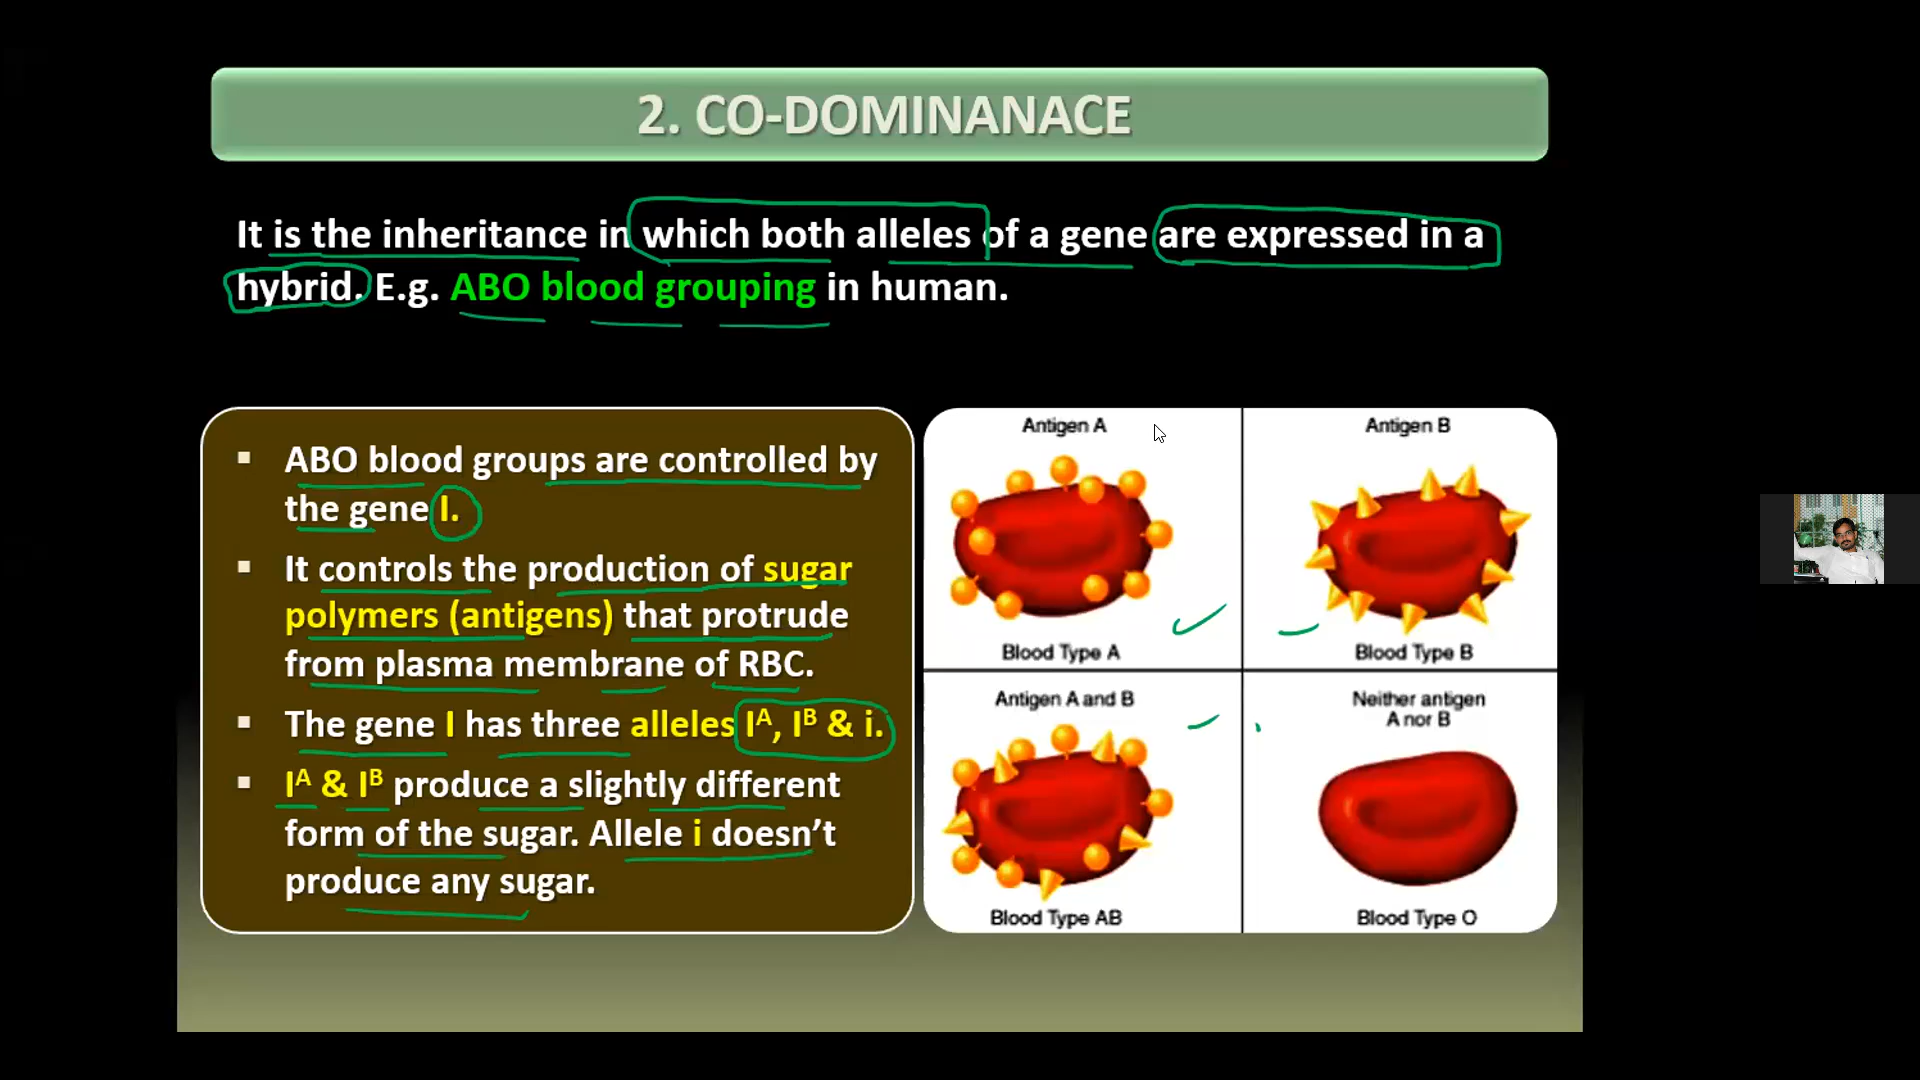 2. CO-DOMINANACE
It is the inheritance in which both alleles of a gene are expressed in a
hybrid. E.g. ABO blood grouping in human.
▪ ABO blood groups are controlled by
the gene I.
▪ It controls the production of sugar
polymers (antigens) that protrude
from plasma membrane of RBC.
▪ The gene I has three alleles Iᴬ, Iᴮ & i.
▪ Iᴬ & Iᴮ produce a slightly different
form of the sugar. Allele i doesn’t
produce any sugar.
Antigen A
Blood Type A
Antigen B
Blood Type B
Antigen A and B
Blood Type AB
Neither antigen
A nor B
Blood Type O